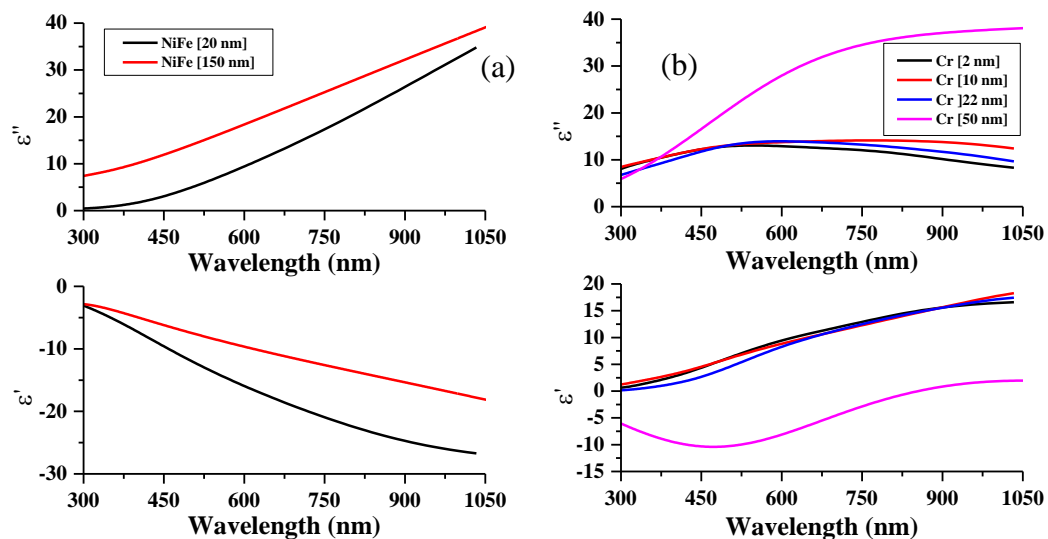 40
30
20
10
0
ε''
NiFe [20 nm]
NiFe [150 nm]
(a)
300 450 600 750 900 1050
Wavelength (nm)
40
30
20
10
0
ε''
(b)
Cr [2 nm]
Cr [10 nm]
Cr ]22 nm]
Cr [50 nm]
300 450 600 750 900 1050
Wavelength (nm)
0
-10
-20
-30
ε'
300 450 600 750 900 1050
Wavelength (nm)
20
15
10
5
0
-5
-10
-15
ε'
300 450 600 750 900 1050
Wavelength (nm)